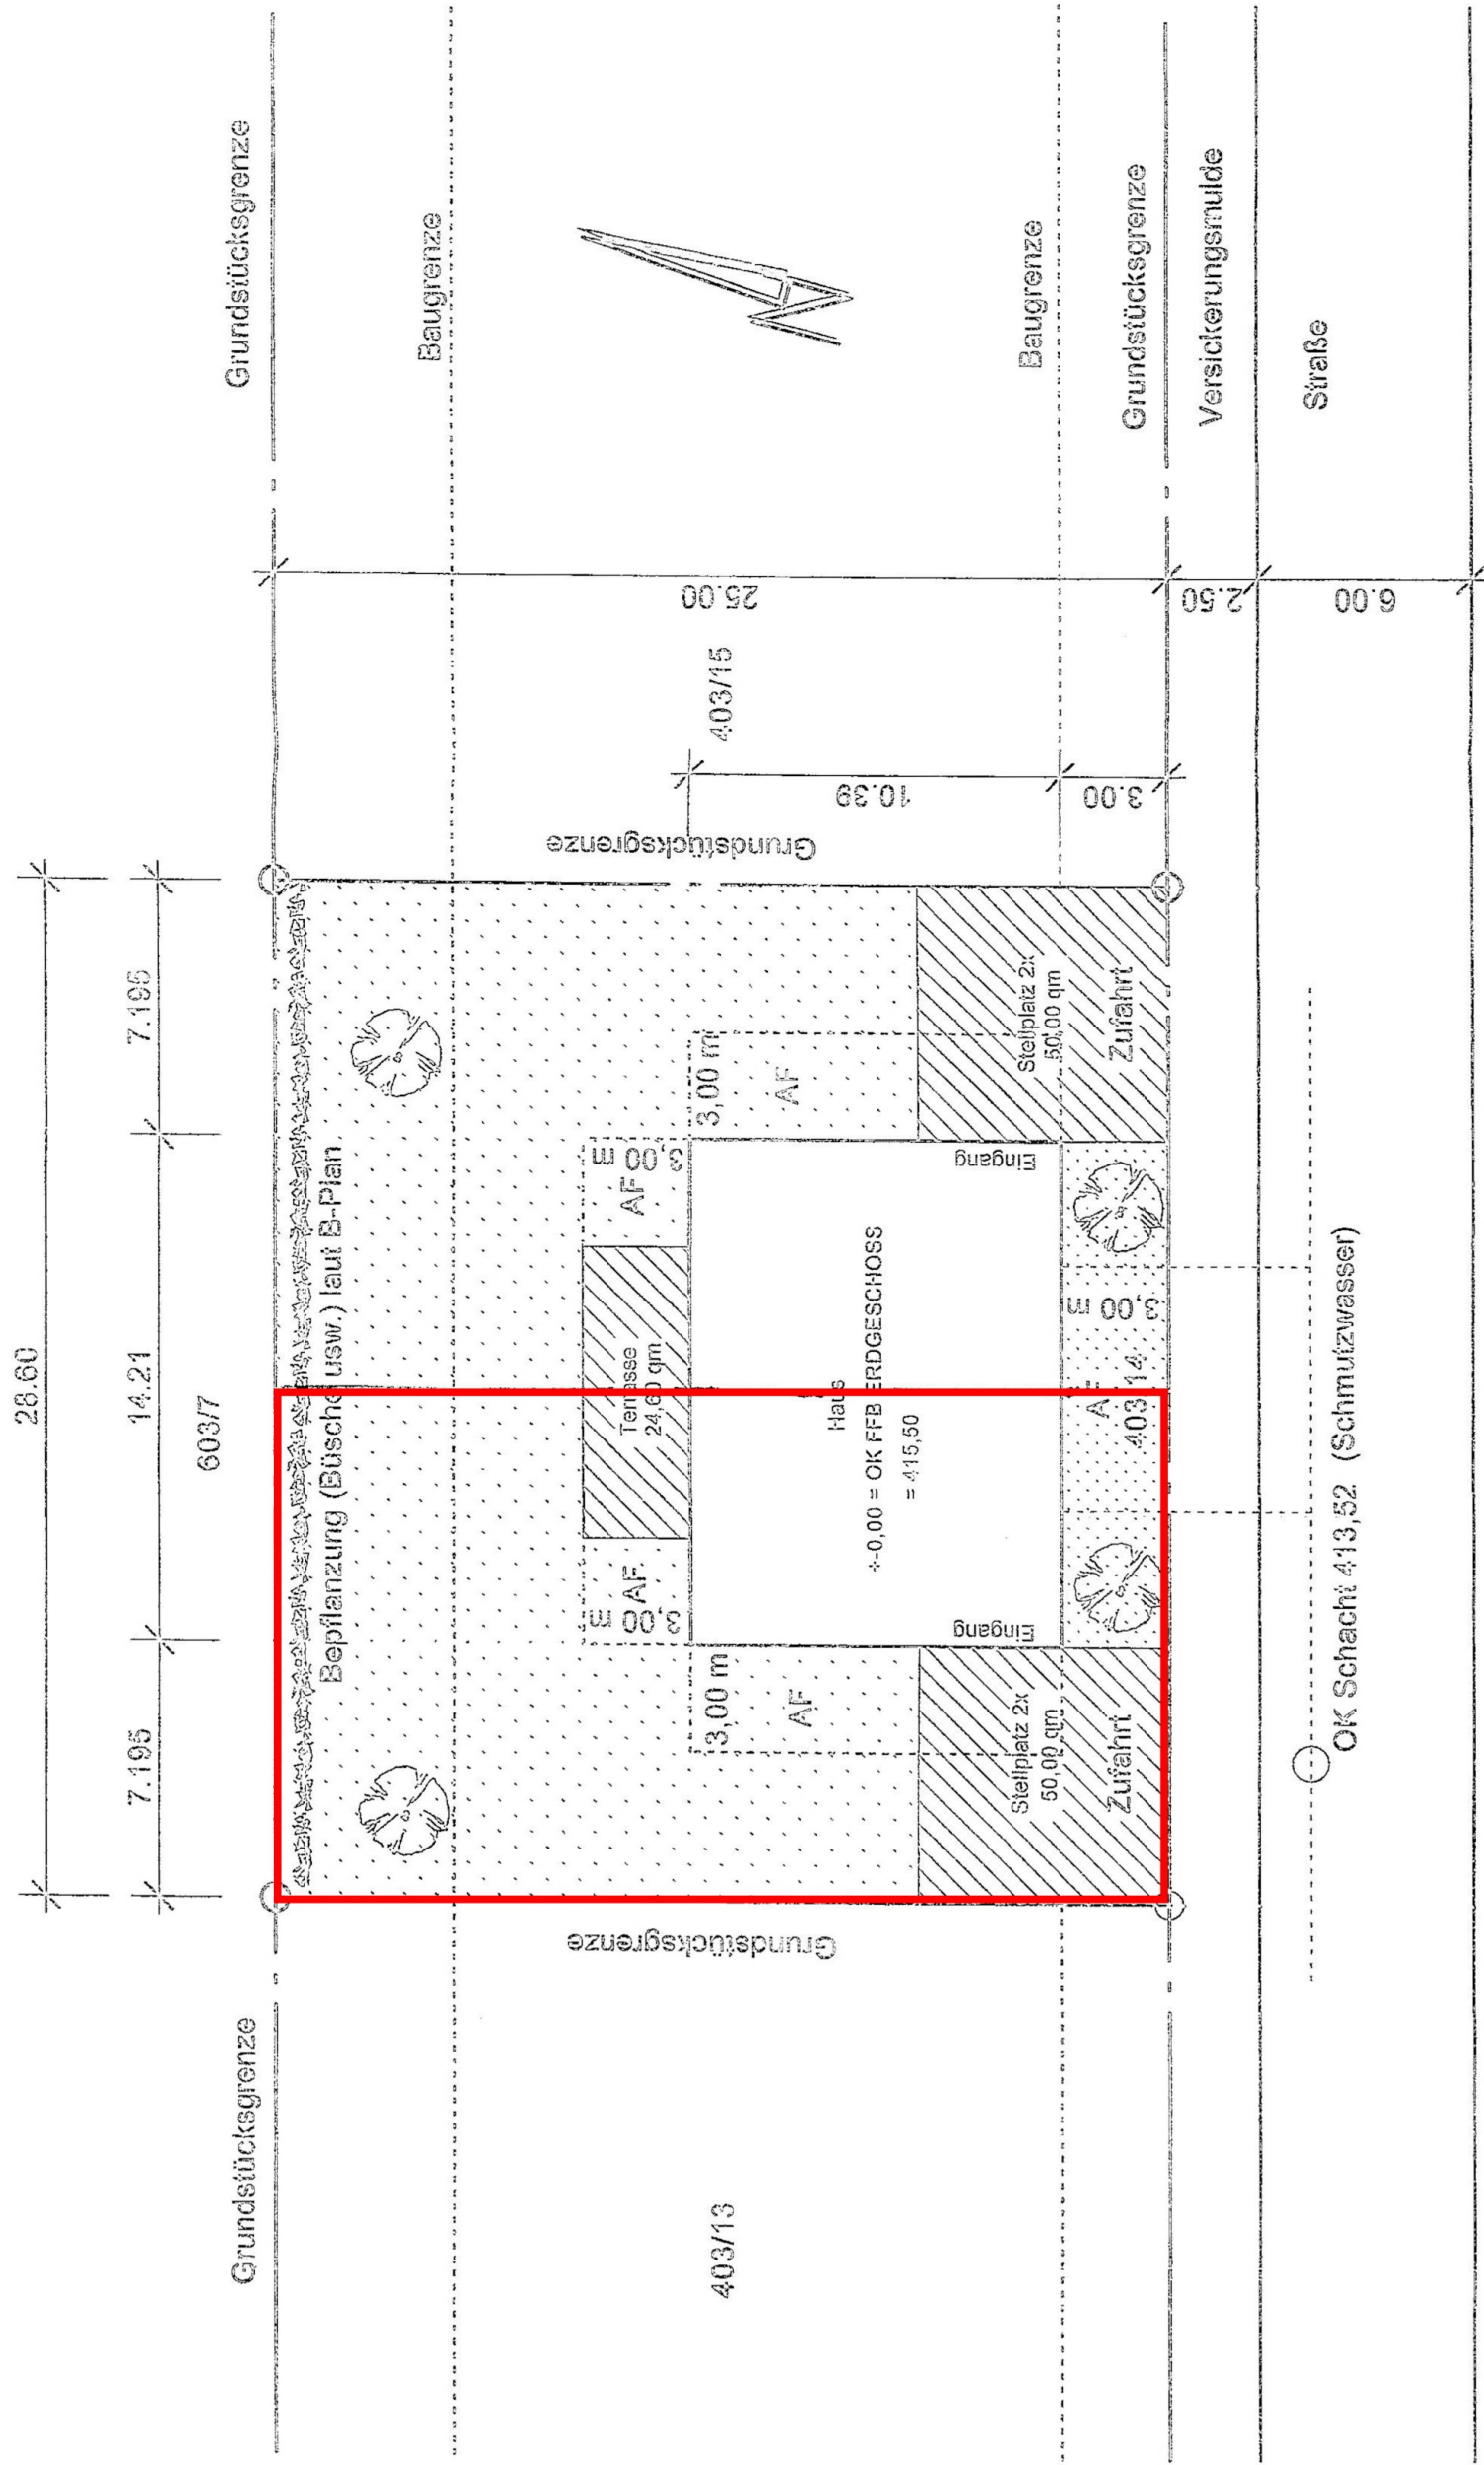 28.60
7.195
14.21
7.195
603/7
Grundstücksgrenze
Grundstücksgrenze
Baugrenze
Bepflanzung (Büsche usw.) laut B-Plan
Grundstücksgrenze
Grundstücksgrenze
403/13
403/15
25.00
10.39
3.00
2.50
6.00
Terrasse
24,60 qm
AF
3,00 m
AF
3,00 m
3,00 m
AF
3,00 m
AF
Haus
+-0,00 = OK FFB ERDGESCHOSS
= 415,50
Eingang
Eingang
Stellplatz 2x
50,00 qm
Zufahrt
Stellplatz 2x
50,00 qm
Zufahrt
3,00 m
AF
403 14
Baugrenze
Grundstücksgrenze
Versickerungsmulde
Straße
OK Schacht 413,52 (Schmutzwasser)